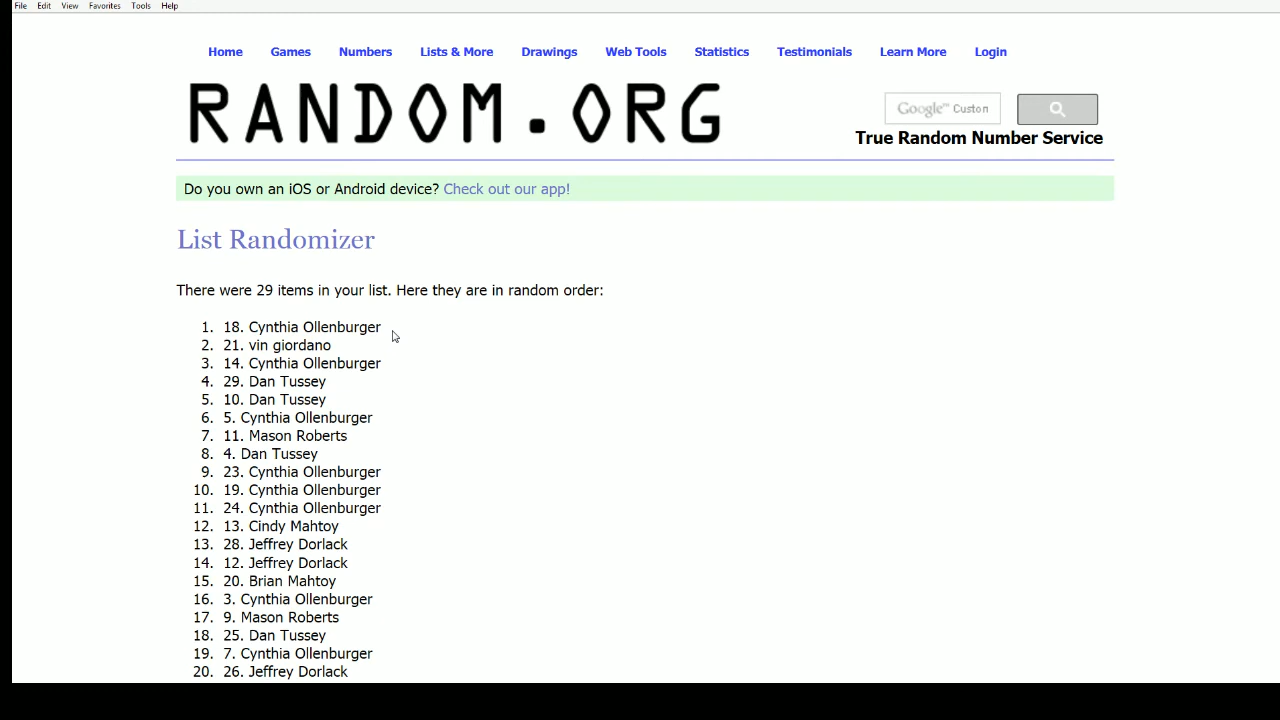 File Edit View Favorites Tools Help
Home Games Numbers Lists & More Drawings Web Tools Statistics Testimonials Learn More Login
RANDOM.ORG
Google™ Custon
True Random Number Service
Do you own an iOS or Android device? Check out our app!
List Randomizer
There were 29 items in your list. Here they are in random order:
1. 18. Cynthia Ollenburger
2. 21. vin giordano
3. 14. Cynthia Ollenburger
4. 29. Dan Tussey
5. 10. Dan Tussey
6. 5. Cynthia Ollenburger
7. 11. Mason Roberts
8. 4. Dan Tussey
9. 23. Cynthia Ollenburger
10. 19. Cynthia Ollenburger
11. 24. Cynthia Ollenburger
12. 13. Cindy Mahtoy
13. 28. Jeffrey Dorlack
14. 12. Jeffrey Dorlack
15. 20. Brian Mahtoy
16. 3. Cynthia Ollenburger
17. 9. Mason Roberts
18. 25. Dan Tussey
19. 7. Cynthia Ollenburger
20. 26. Jeffrey Dorlack